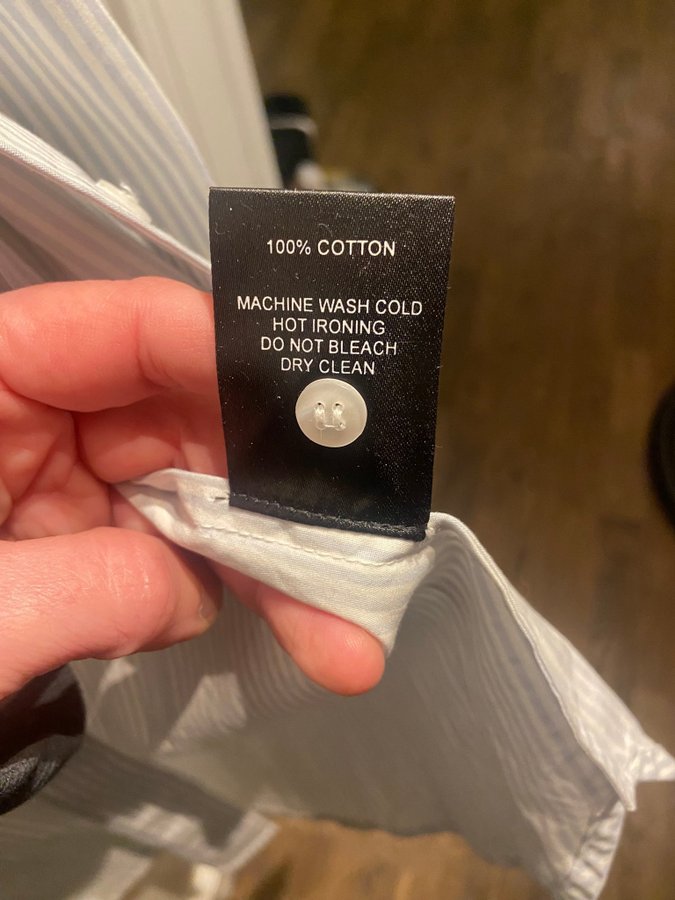 100% COTTON
MACHINE WASH COLD
HOT IRONING
DO NOT BLEACH
DRY CLEAN